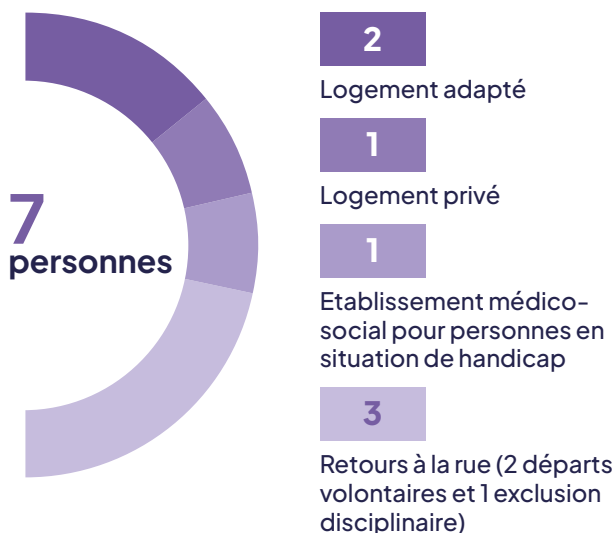 7
personnes
2
Logement adapté
1
Logement privé
1
Etablissement médico-
social pour personnes en
situation de handicap
3
Retours à la rue (2 départs
volontaires et 1 exclusion
disciplinaire)